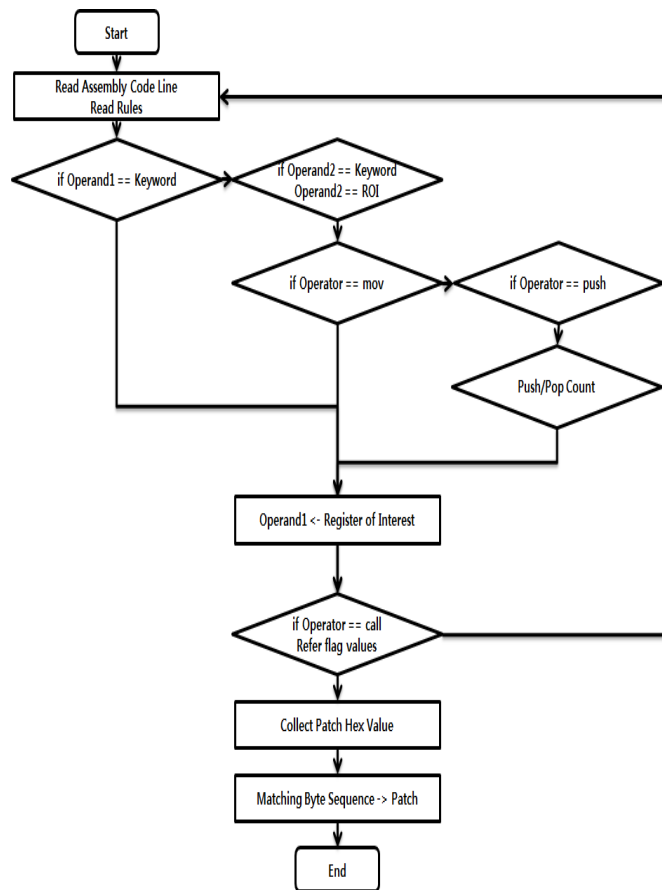 Start
Read Assembly Code Line
Read Rules
if Operand1 == Keyword
if Operand2 == Keyword
Operand2 == ROI
if Operator == mov
if Operator == push
Push/Pop Count
Operand1 <- Register of Interest
if Operator == call
Refer flag values
Collect Patch Hex Value
Matching Byte Sequence -> Patch
End